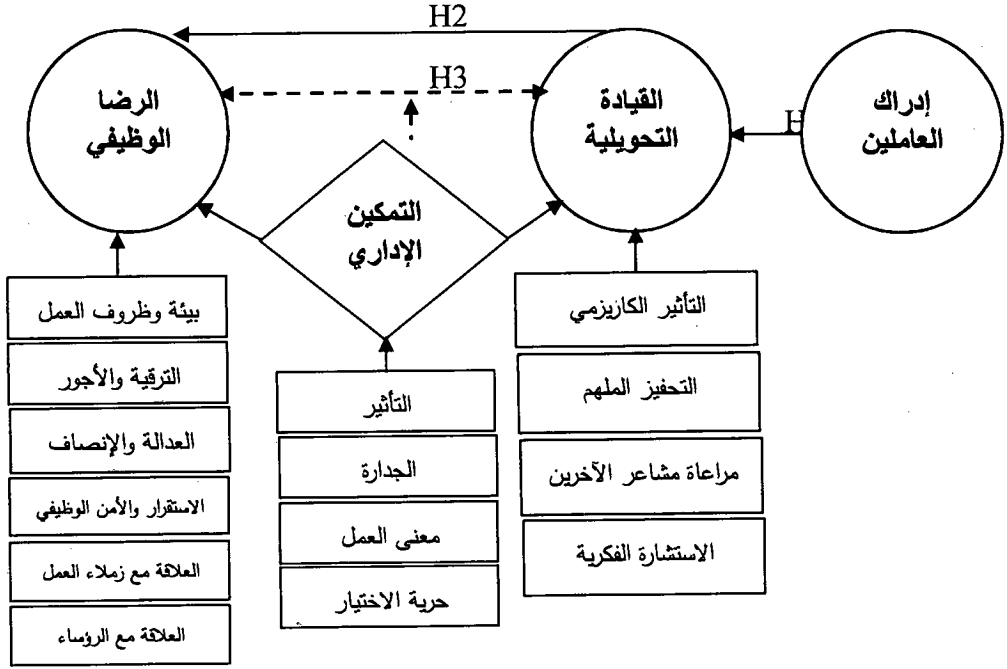 H2
H3
H
إدراك
العاملين
القيادة
التحويلية
الرضا
الوظيفي
التمكين
الإداري
التأثير الكاريزمي
التحفيز الملهم
مراعاة مشاعر الآخرين
الاستشارة الفكرية
التأثير
الجدارة
معنى العمل
حرية الاختيار
بيئة وظروف العمل
الترقية والأجور
العدالة والإنصاف
الاستقرار والأمن الوظيفي
العلاقة مع زملاء العمل
العلاقة مع الرؤساء